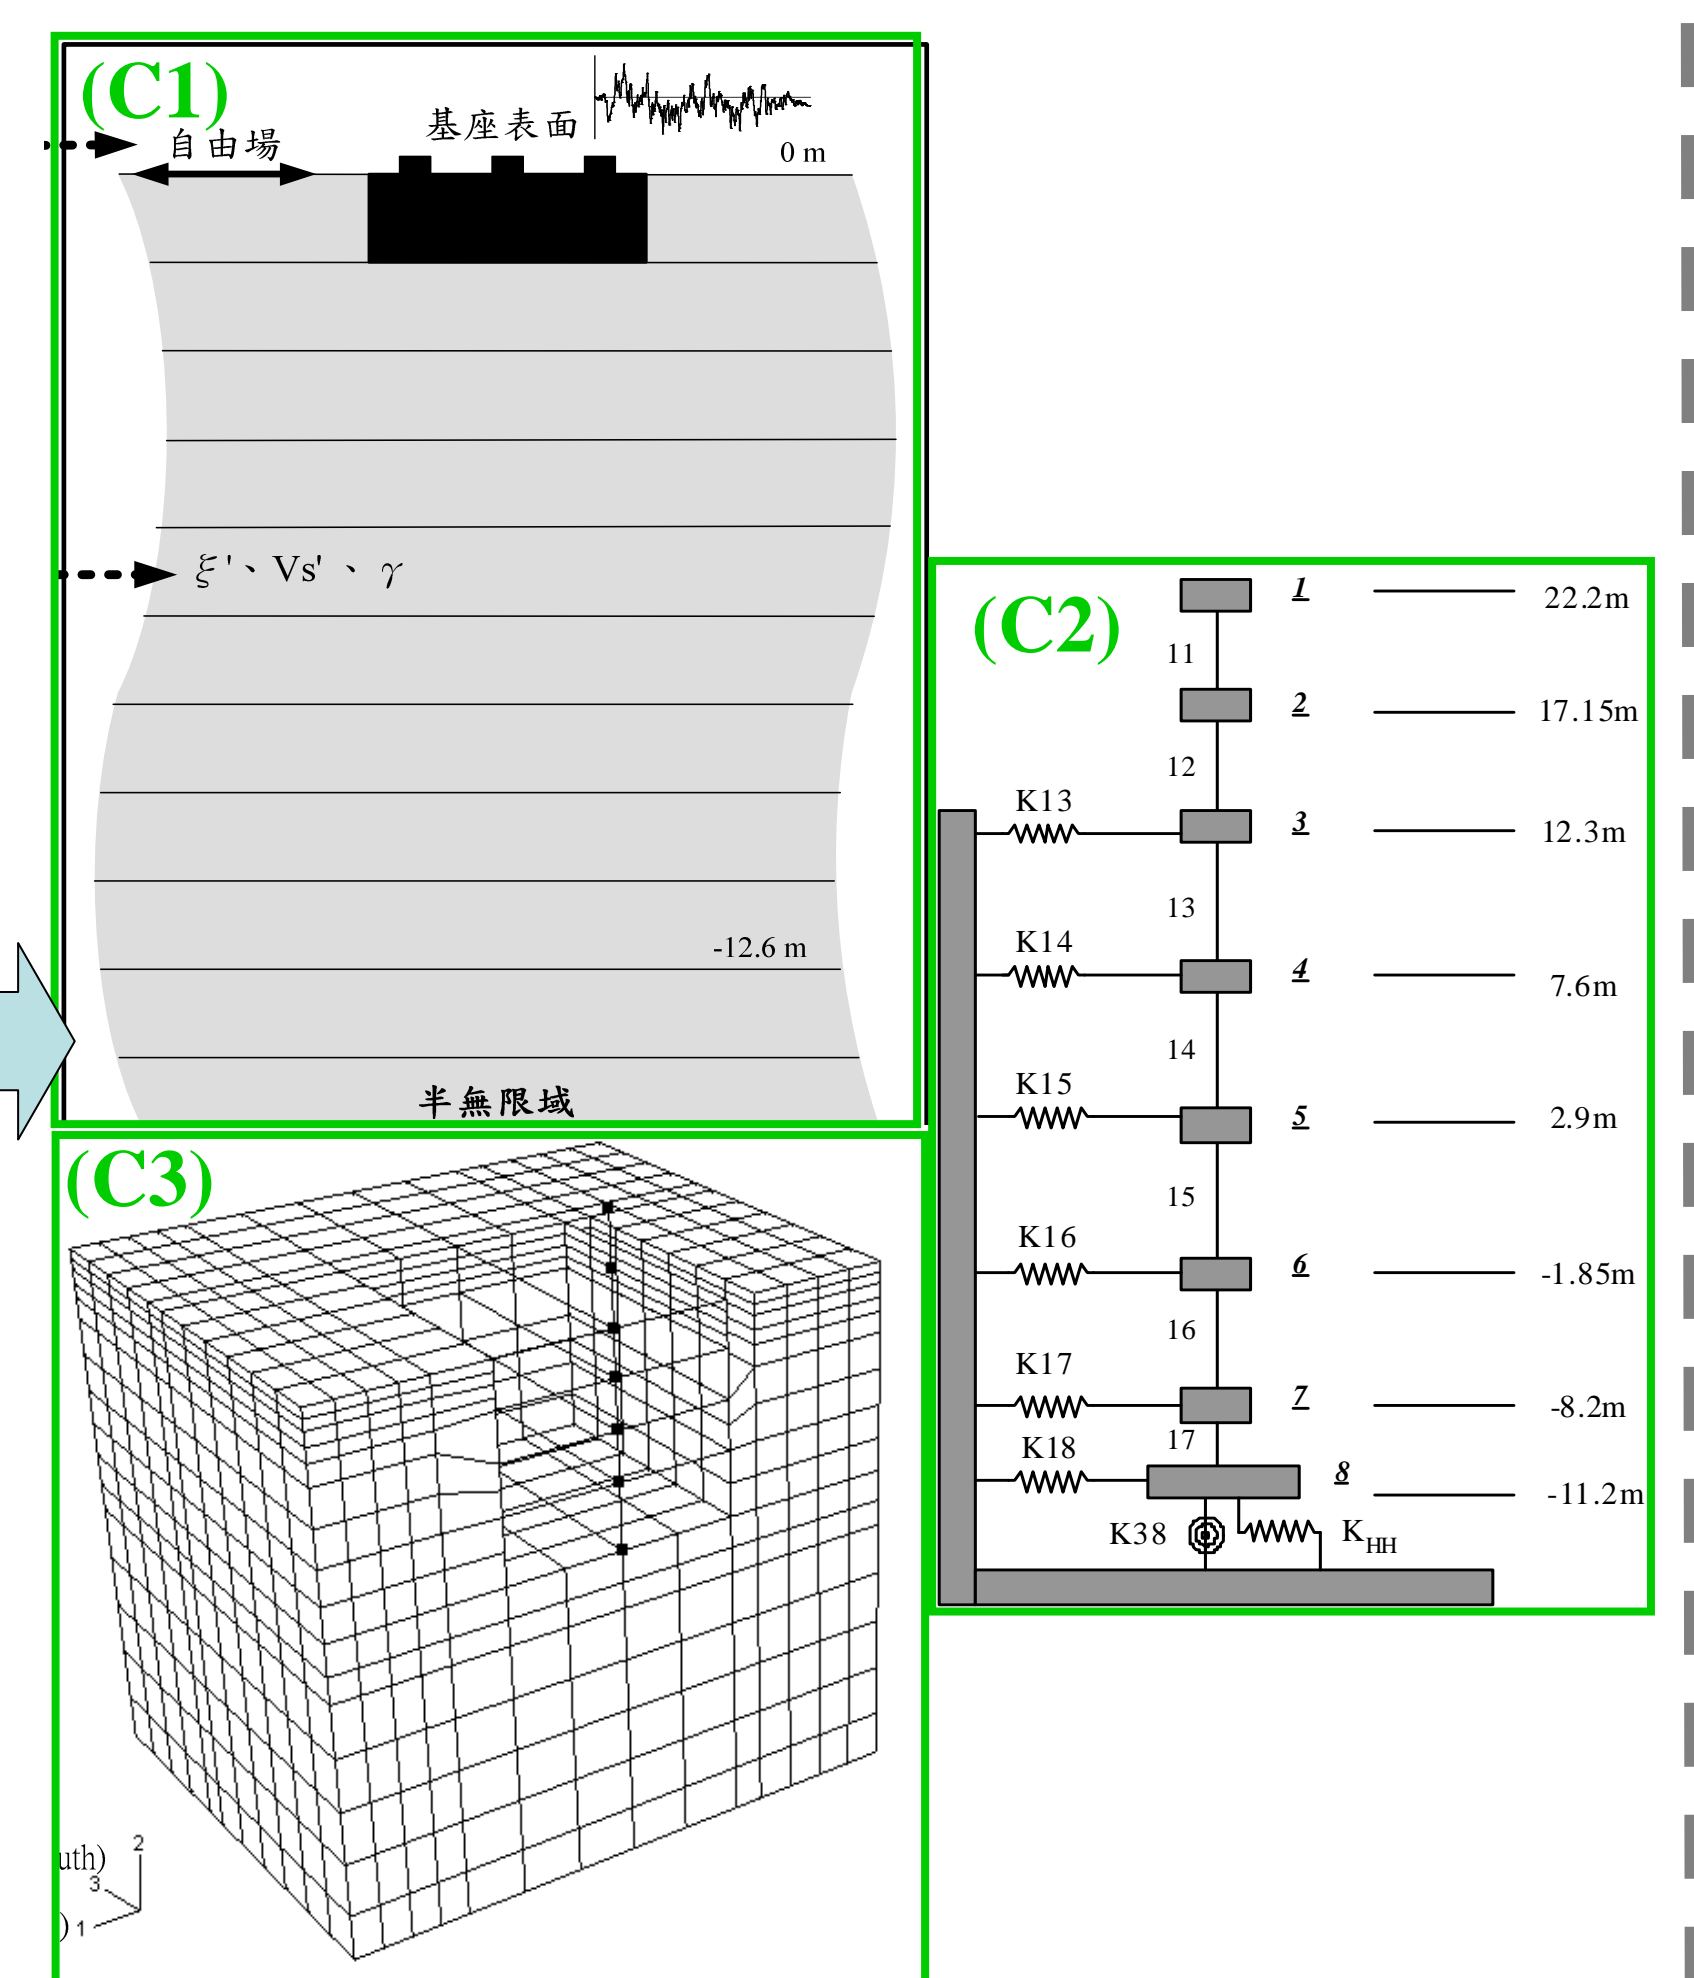 (C1)
基座表面
自由場
0 m
ξ'、Vs'、γ
-12.6 m
半無限域
(C2)
1
22.2m
11
2
17.15m
12
K13
3
12.3m
13
K14
4
7.6m
14
K15
5
2.9m
15
K16
6
-1.85m
16
K17
7
-8.2m
17
K18
8
-11.2m
K38
KHH
(C3)
uth)
2
3
)
1